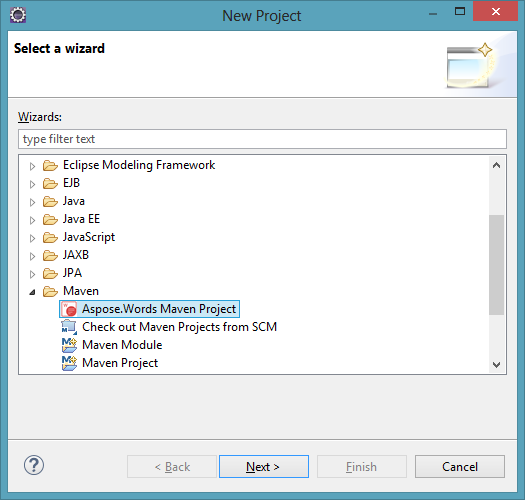 New Project
Select a wizard
Wizards:
type filter text
Eclipse Modeling Framework
EJB
Java
Java EE
JavaScript
JAXB
JPA
Maven
Aspose.Words Maven Project
Check out Maven Projects from SCM
Maven Module
Maven Project
< Back Next > Finish Cancel